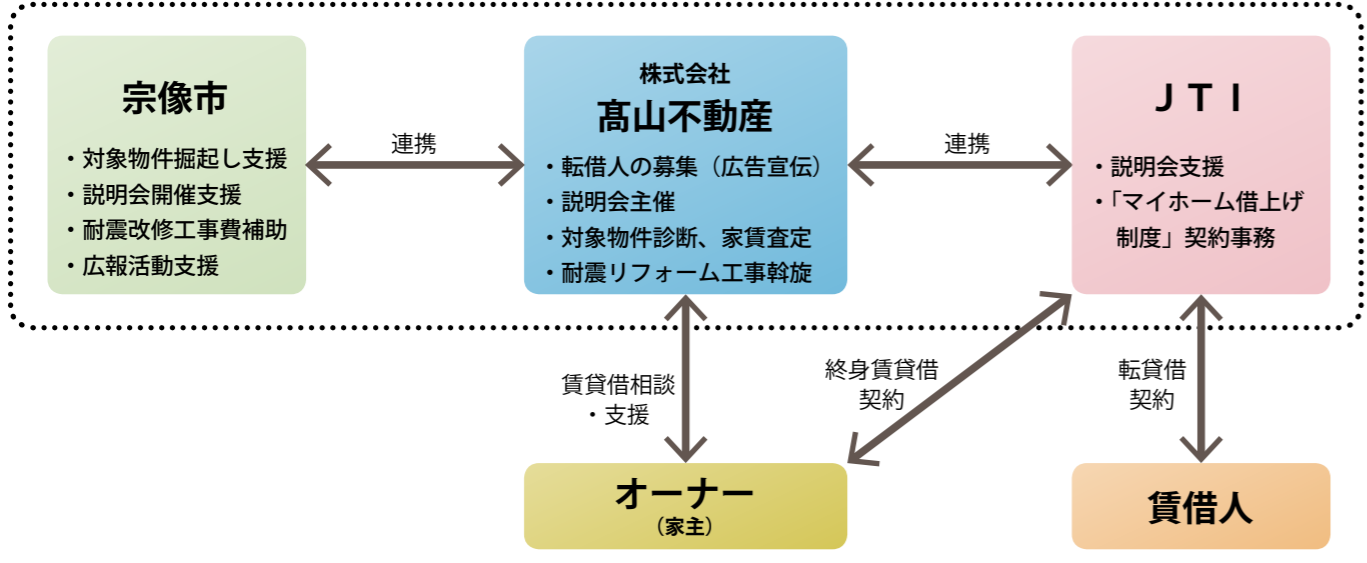 宗像市
・対象物件掘起し支援
・説明会開催支援
・耐震改修工事費補助
・広報活動支援
連携
株式会社
髙山不動産
・転借人の募集（広告宣伝）
・説明会主催
・対象物件診断、家賃査定
・耐震リフォーム工事斡旋
連携
ＪＴＩ
・説明会支援
・「マイホーム借上げ
制度」契約事務
賃貸借相談
・支援
終身賃貸借
契約
転貸借
契約
オーナー
（家主）
賃借人